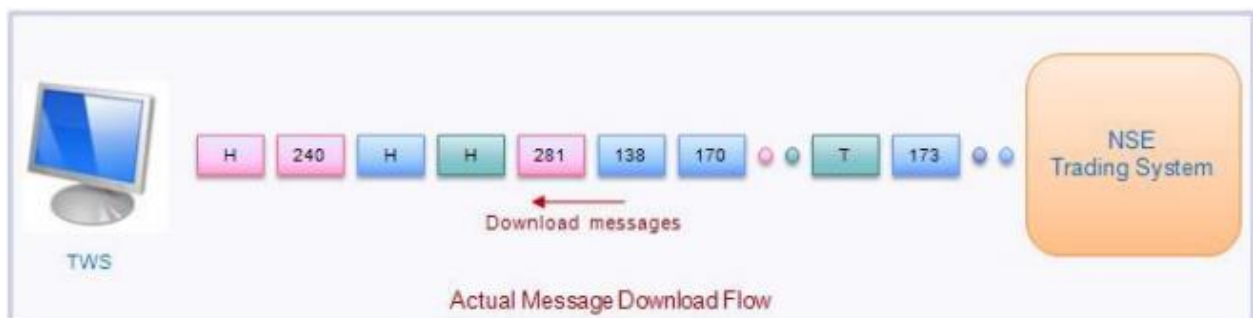 H 240 H H 281 138 170 T 173
NSE
Trading System
Download messages
TWS
Actual Message Download Flow